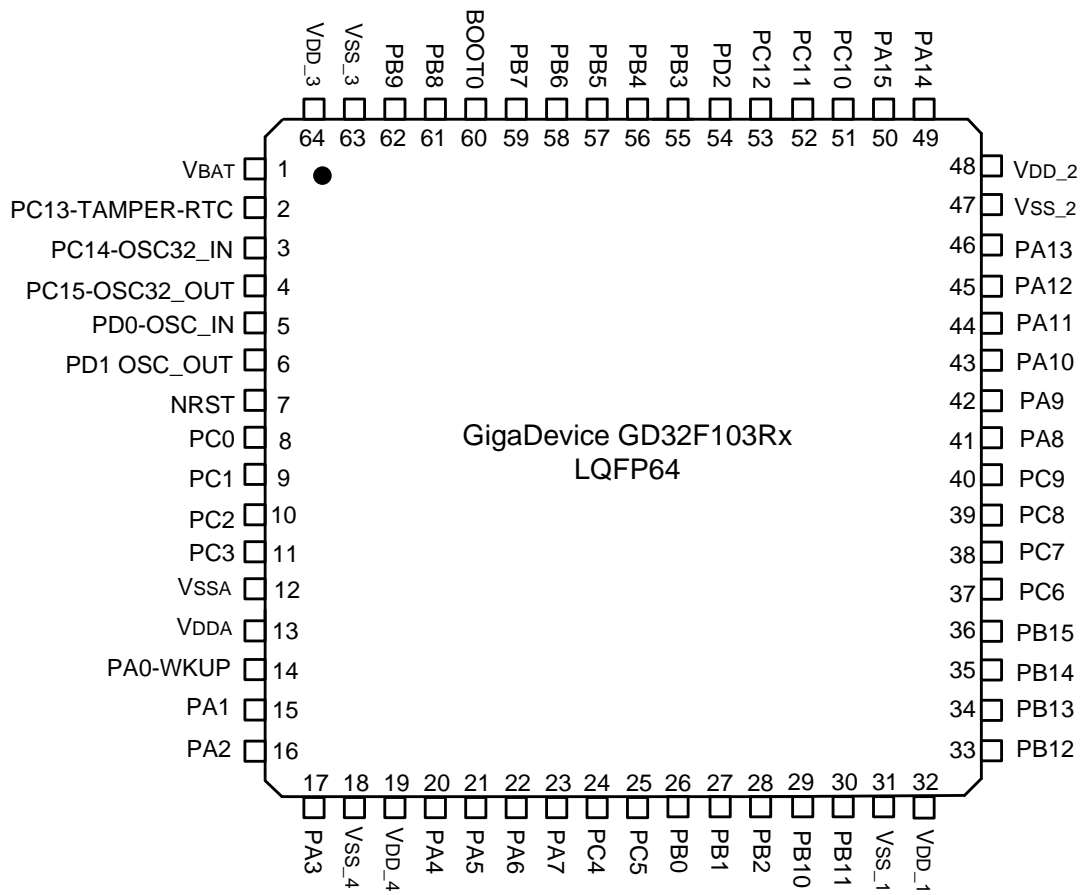 VDD_3
VSS_3
PB9
PB8
BOOT0
PB7
PB6
PB5
PB4
PB3
PD2
PC12
PC11
PC10
PA15
PA14
64 63 62 61 60 59 58 57 56 55 54 53 52 51 50 49
VBAT 1
PC13-TAMPER-RTC 2
PC14-OSC32_IN 3
PC15-OSC32_OUT 4
PD0-OSC_IN 5
PD1 OSC_OUT 6
NRST 7
PC0 8
PC1 9
PC2 10
PC3 11
VSSA 12
VDDA 13
PA0-WKUP 14
PA1 15
PA2 16
GigaDevice GD32F103Rx
LQFP64
48 VDD_2
47 VSS_2
46 PA13
45 PA12
44 PA11
43 PA10
42 PA9
41 PA8
40 PC9
39 PC8
38 PC7
37 PC6
36 PB15
35 PB14
34 PB13
33 PB12
17 18 19 20 21 22 23 24 25 26 27 28 29 30 31 32
PA3
VSS_4
VDD_4
PA4
PA5
PA6
PA7
PC4
PC5
PB0
PB1
PB2
PB10
PB11
VSS_1
VDD_1